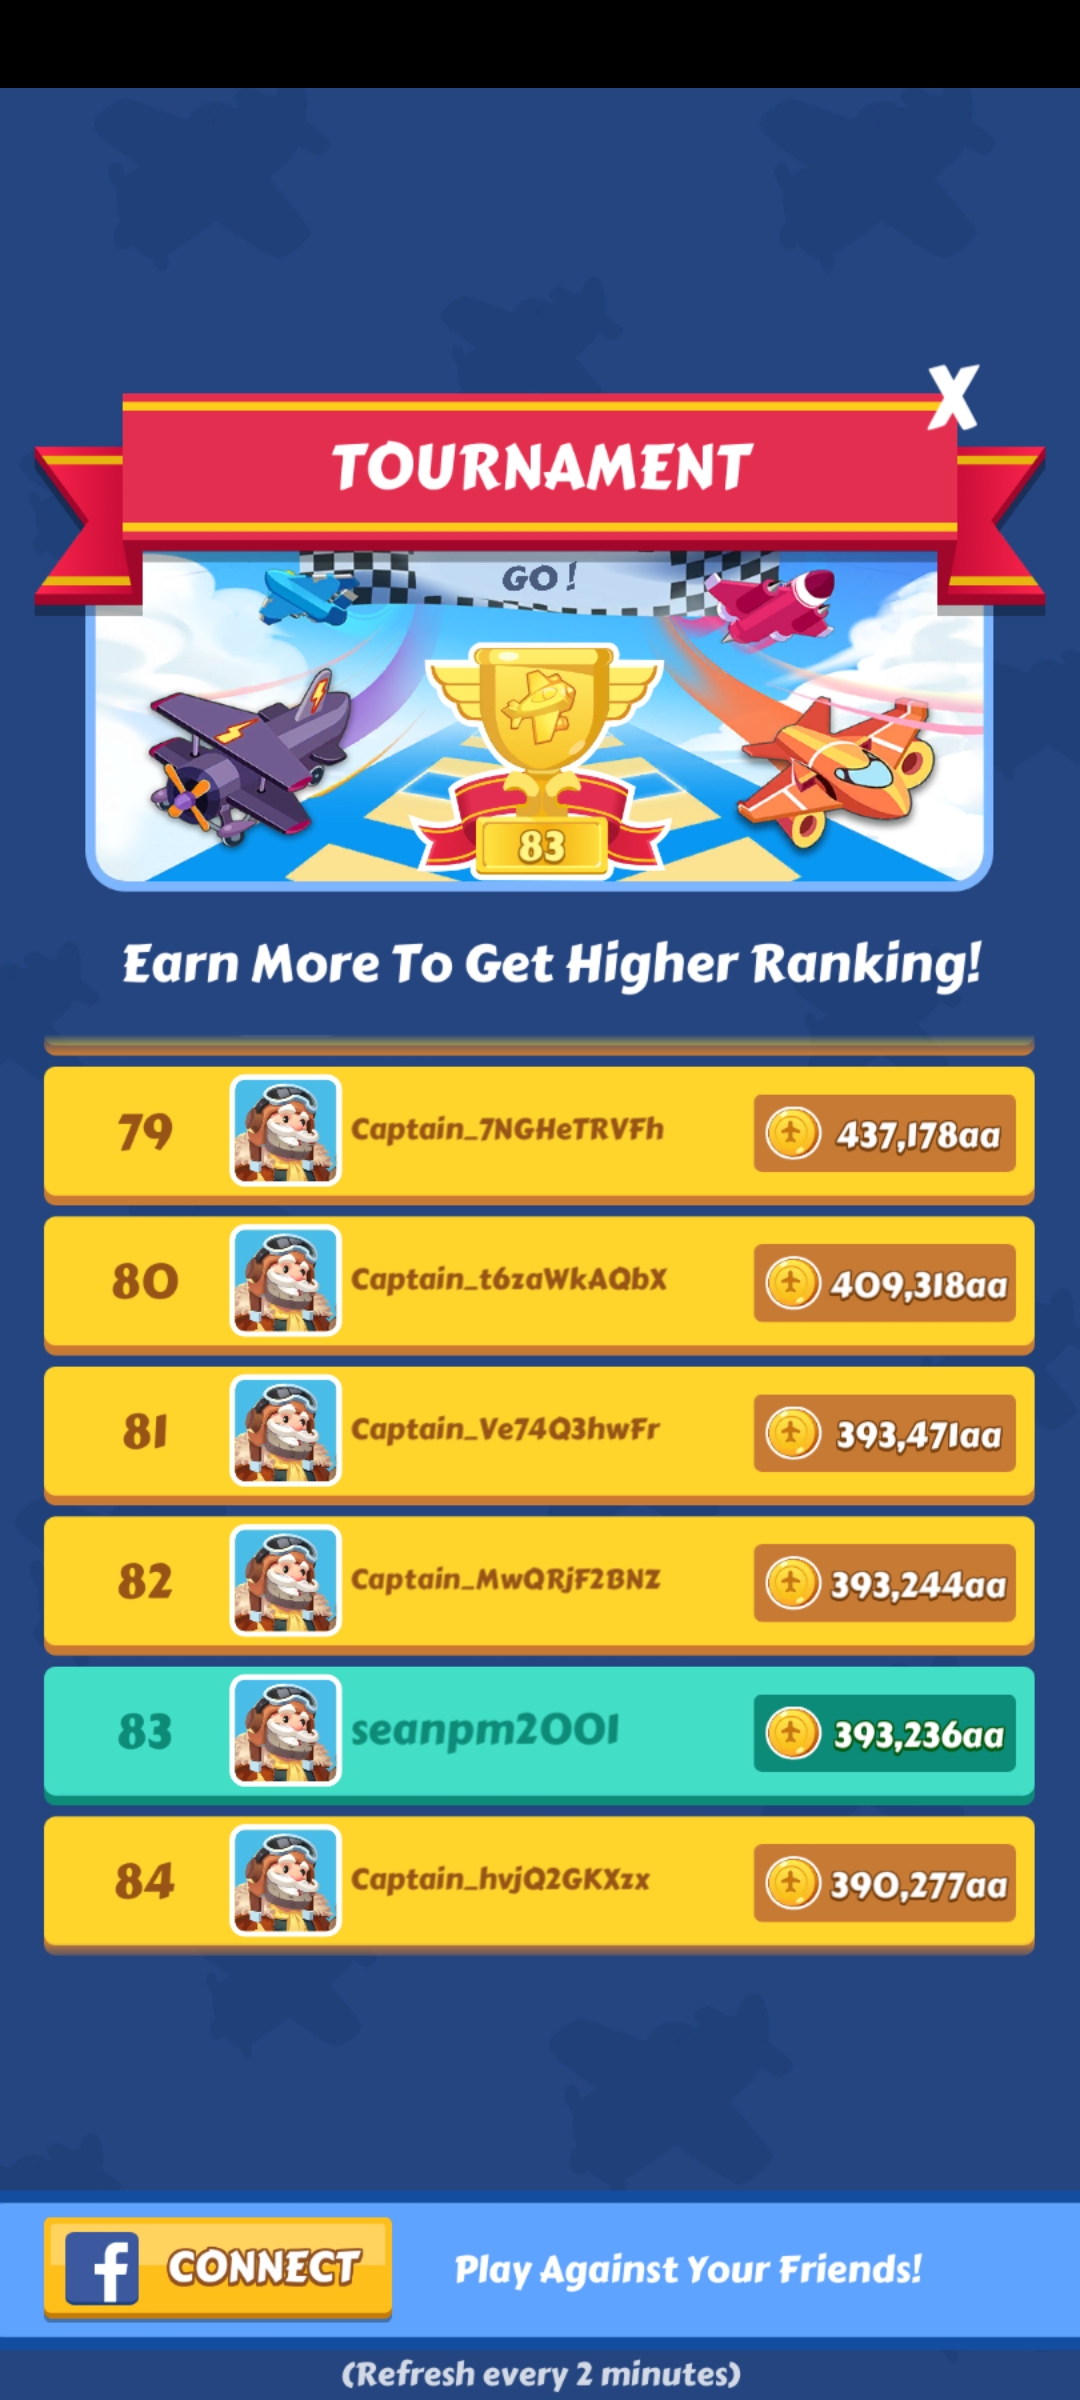 X
TOURNAMENT
GO!
83
Earn More To Get Higher Ranking!
79 Captain_7NGHeTRVFh 437,178aa
80 Captain_t6zaWkAQbX 409,318aa
81 Captain_Ve74Q3hwFr 393,471aa
82 Captain_MwQRjF2BNZ 393,244aa
83 seanpm2001 393,236aa
84 Captain_hvjQ2GKXzx 390,277aa
f CONNECT Play Against Your Friends!
(Refresh every 2 minutes)